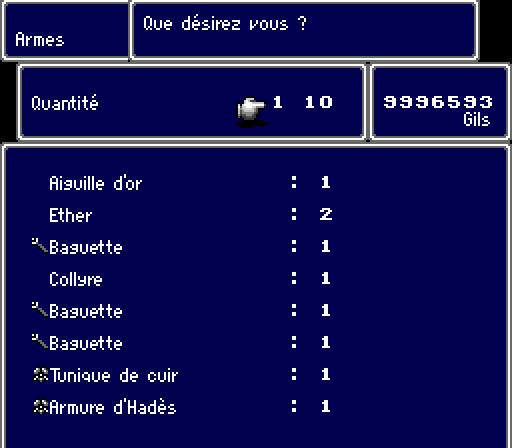 Armes
Que désirez vous ?
Quantité 1 10
9996593
Gils
Aiguille d'or : 1
Ether : 2
Baguette : 1
Collyre : 1
Baguette : 1
Baguette : 1
Tunique de cuir : 1
Armure d'Hadès : 1